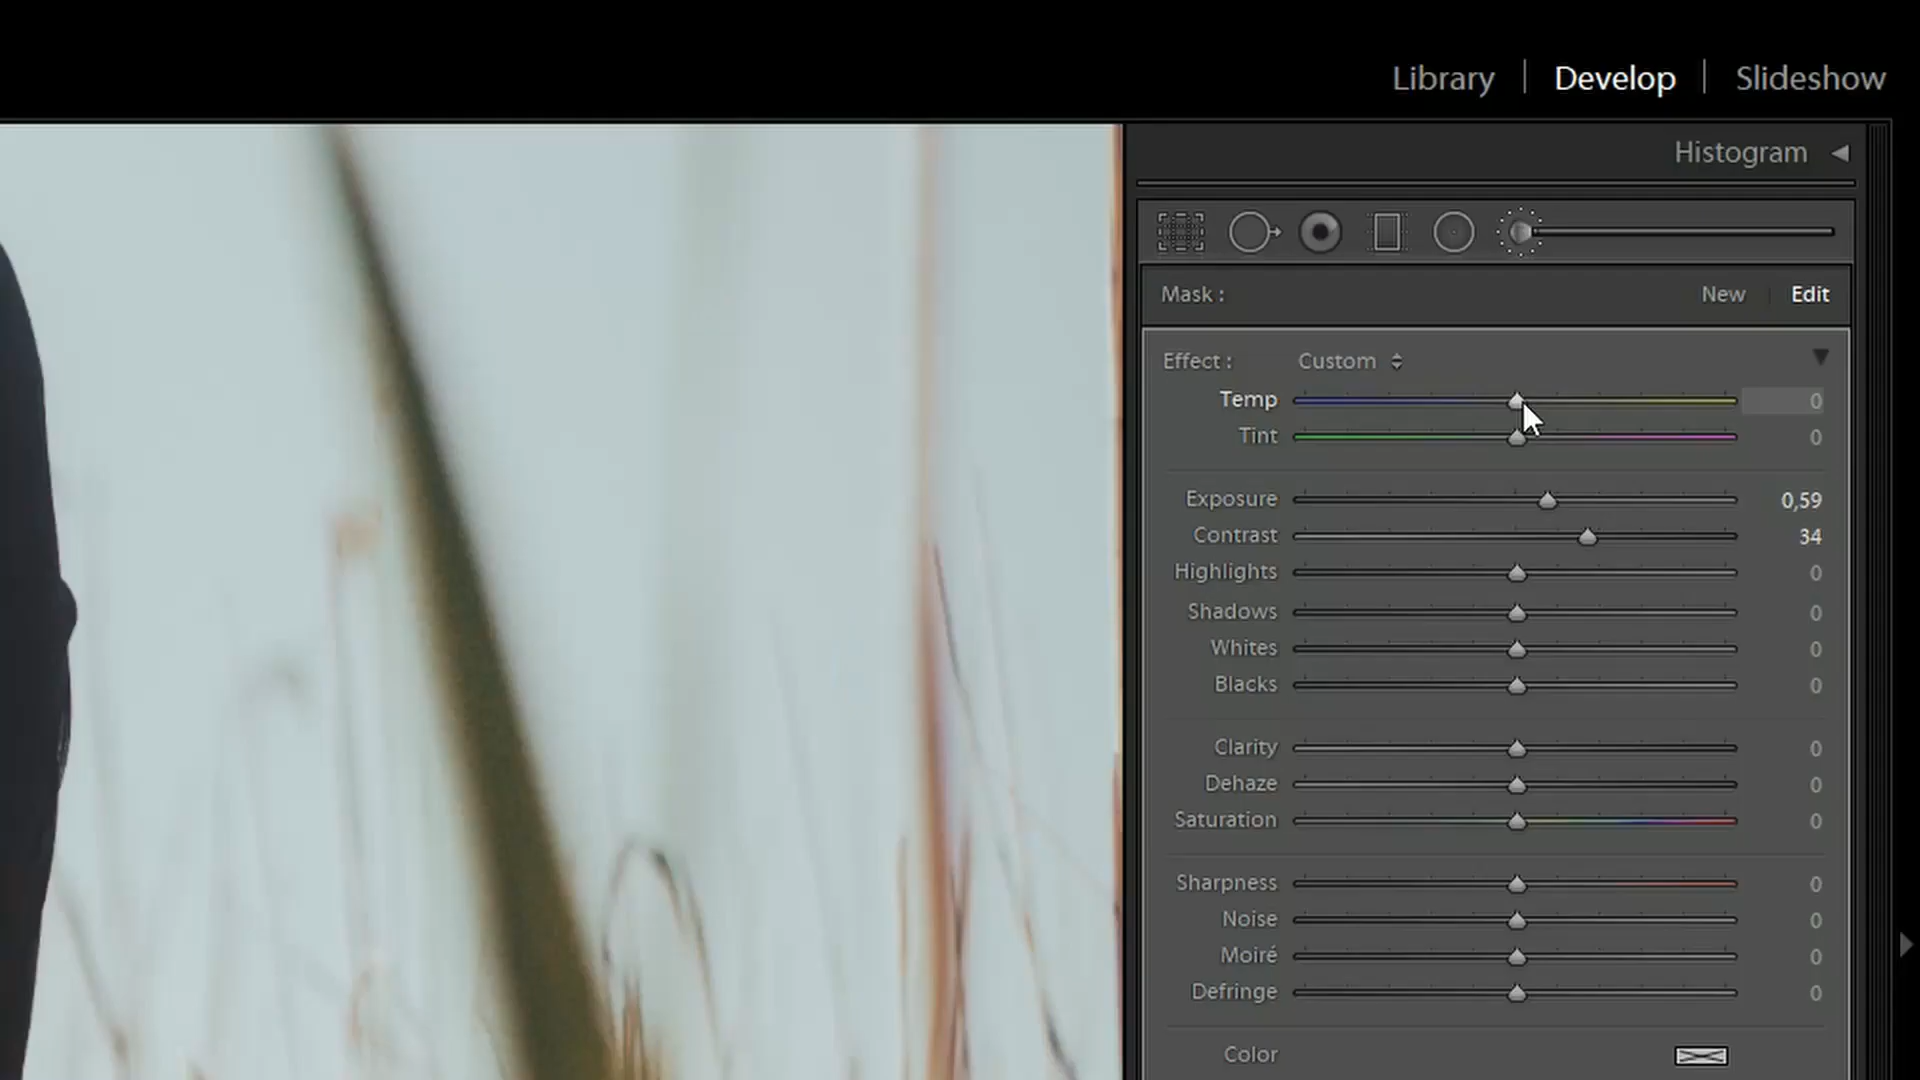 Library | Develop | Slideshow
Histogram
Mask : New | Edit
Effect : Custom
Temp 0
Tint 0
Exposure 0,59
Contrast 34
Highlights 0
Shadows 0
Whites 0
Blacks 0
Clarity 0
Dehaze 0
Saturation 0
Sharpness 0
Noise 0
Moiré 0
Defringe 0
Color